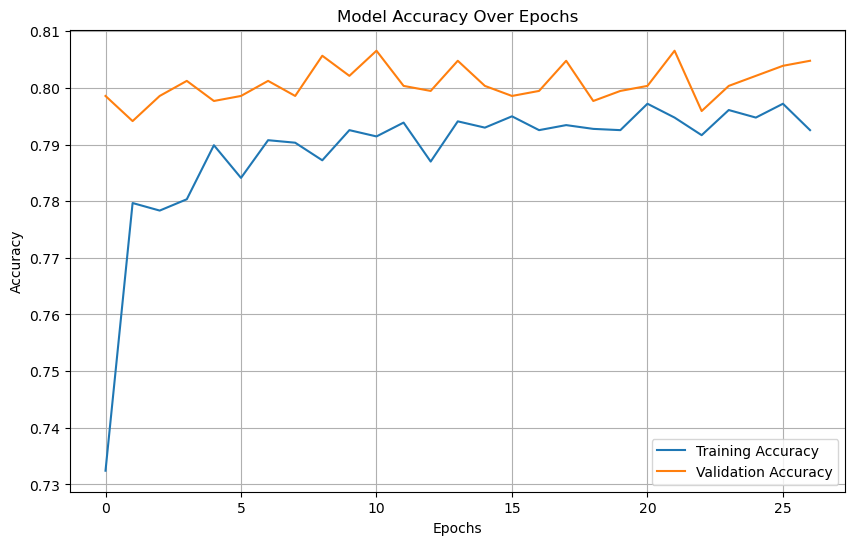 Model Accuracy Over Epochs
0.81
0.80
0.79
0.78
0.77
0.76
0.75
0.74
0.73
Accuracy
Training Accuracy
Validation Accuracy
0 5 10 15 20 25
Epochs